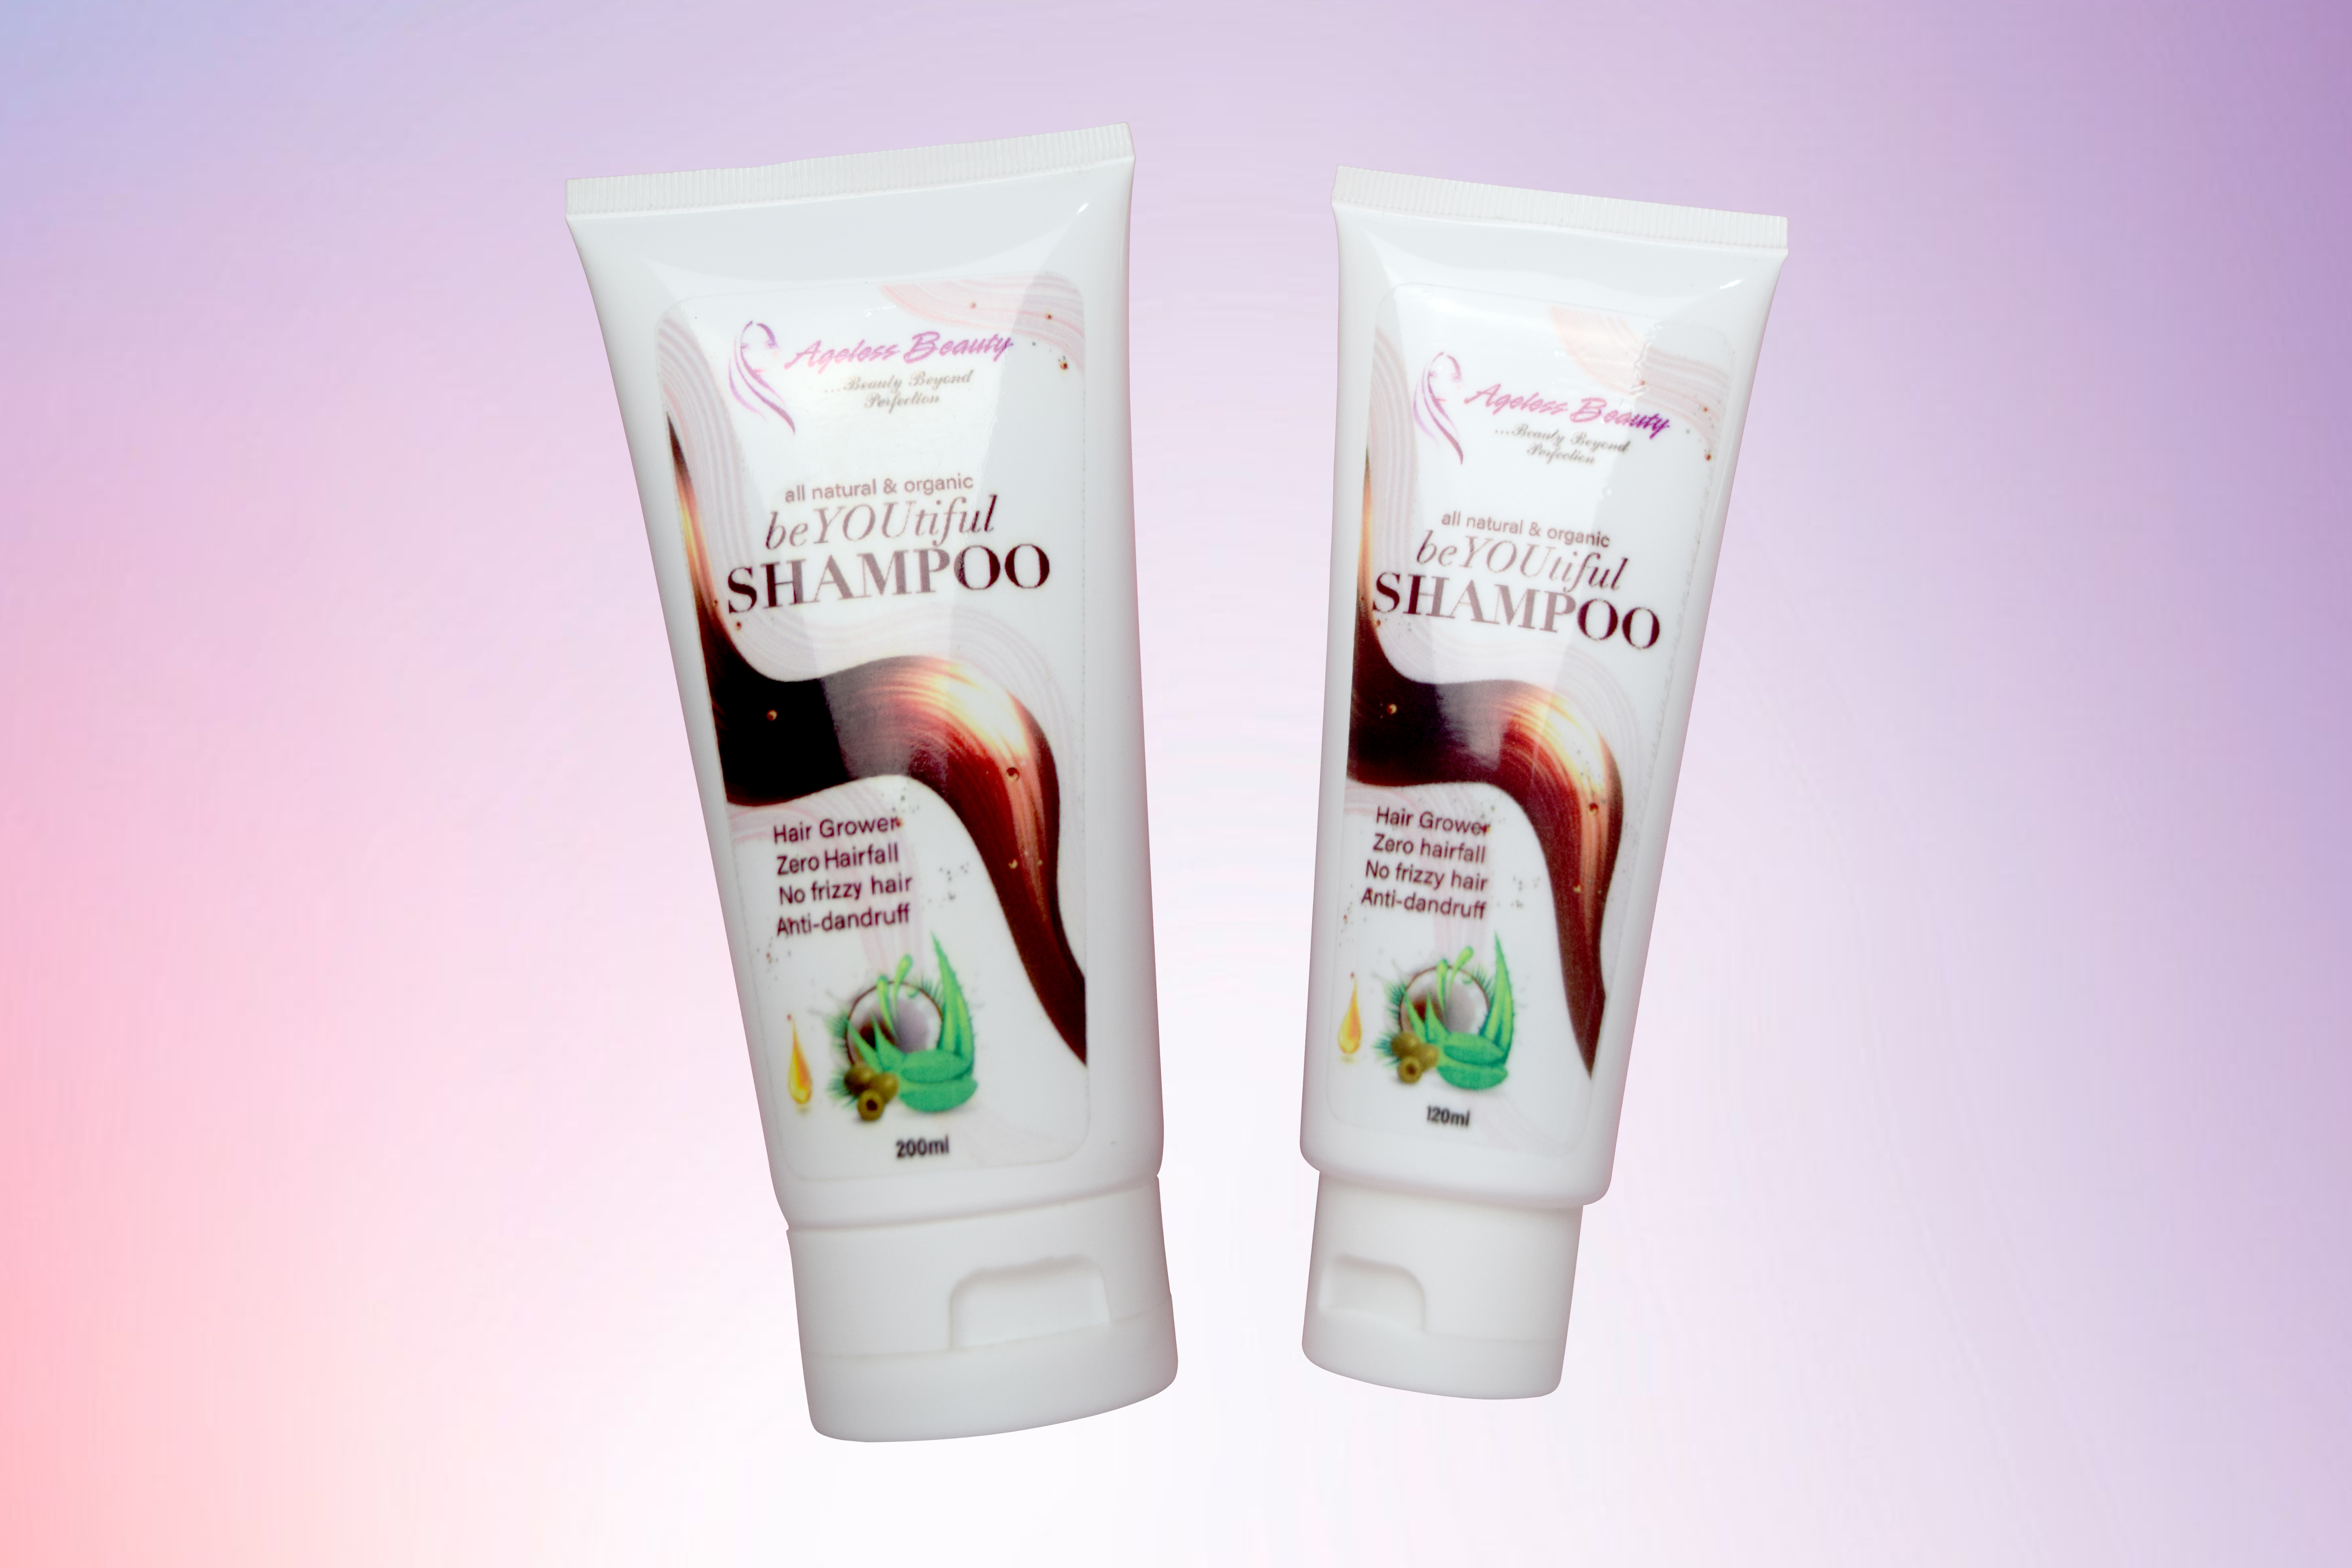 Ageless Beauty
...Beauty Beyond
Perfection
all natural & organic
beYOUtiful
SHAMPOO
Hair Grower
Zero Hairfall
No frizzy hair
Anti-dandruff
200ml
Ageless Beauty
...Beauty Beyond
Perfection
all natural & organic
beYOUtiful
SHAMPOO
Hair Grower
Zero hairfall
No frizzy hair
Anti-dandruff
120ml